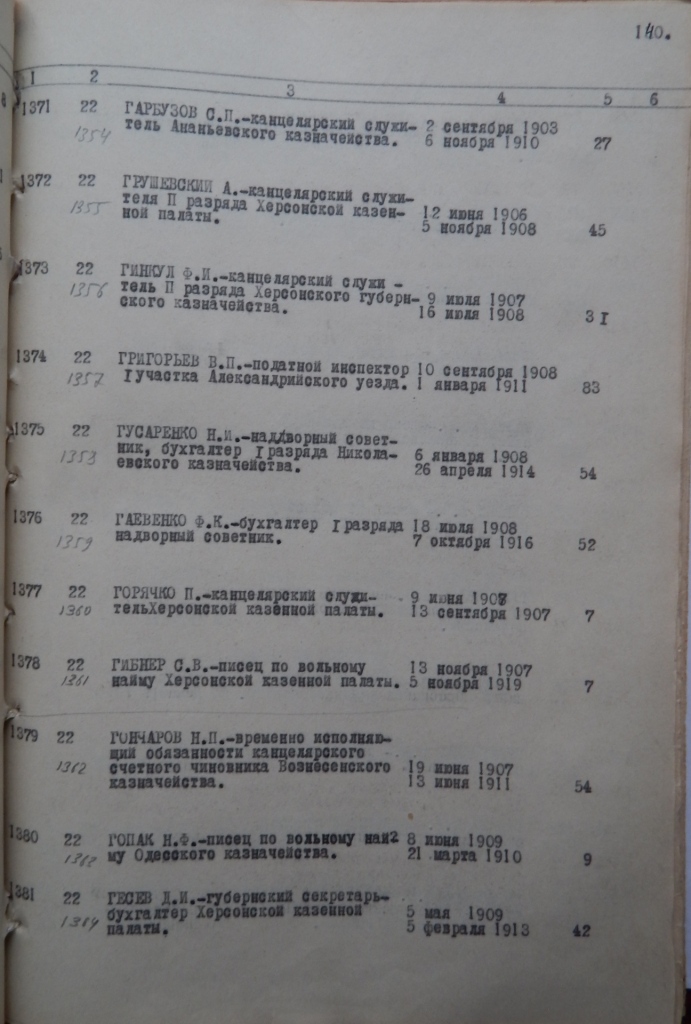 140.
1 2 3 4 5 6
1371 22 ГАРБУЗОВ С.П.-канцелярский служи- 2 сентября 1903
1354 тель Ананьевского казначейства. 6 ноября 1910 27
1372 22 ГРУШЕВСКИЙ А.-канцелярский служи-
1355 теля II разряда Херсонской казен- 12 июня 1906
ной палаты. 5 ноября 1908 45
1373 22 ГИНКУЛ Ф.И.-канцелярский служи -
1356 тель II разряда Херсонского губерн- 9 июля 1907
ского казначейства. 16 июля 1908 31
1374 22 ГРИГОРЬЕВ В.П.-податной инспектор 10 сентября 1908
1357 I участка Александрийского уезда. 1 января 1911 83
1375 22 ГУСАРЕНКО Н.И.-наддворный совет-
1358 ник, бухгалтер I разряда Никола- 6 января 1908
евского казначейства. 26 апреля 1914 54
1376 22 ГАЕВЕНКО Ф.К.-бухгалтер I разряда 18 июля 1908
1359 надворный советник. 7 октября 1916 52
1377 22 ГОРЯЧКО П.-канцелярский служи- 9 июня 1907
1360 тельХерсонской казенной палаты. 13 сентября 1907 7
1378 22 ГИБНЕР С.В.-писец по вольному 13 ноября 1907
1361 найму Херсонской казенной палаты. 5 ноября 1919 7
1379 22 ГОНЧАРОВ Н.П.-временно исполняю-
щий обязанности канцелярского
1362 счетного чиновника Вознесенского 19 июня 1907
казначейства. 13 июня 1911 54
1380 22 ГОПАК Н.Ф.-писец по вольному най2 8 июня 1909
1363 му Одесского казначейства. 21 марта 1910 9
1381 22 ГЕСЕВ Д.И.-губернский секретарь-
1364 бухгалтер Херсонской казенной 5 мая 1909
палаты. 5 февраля 1913 42